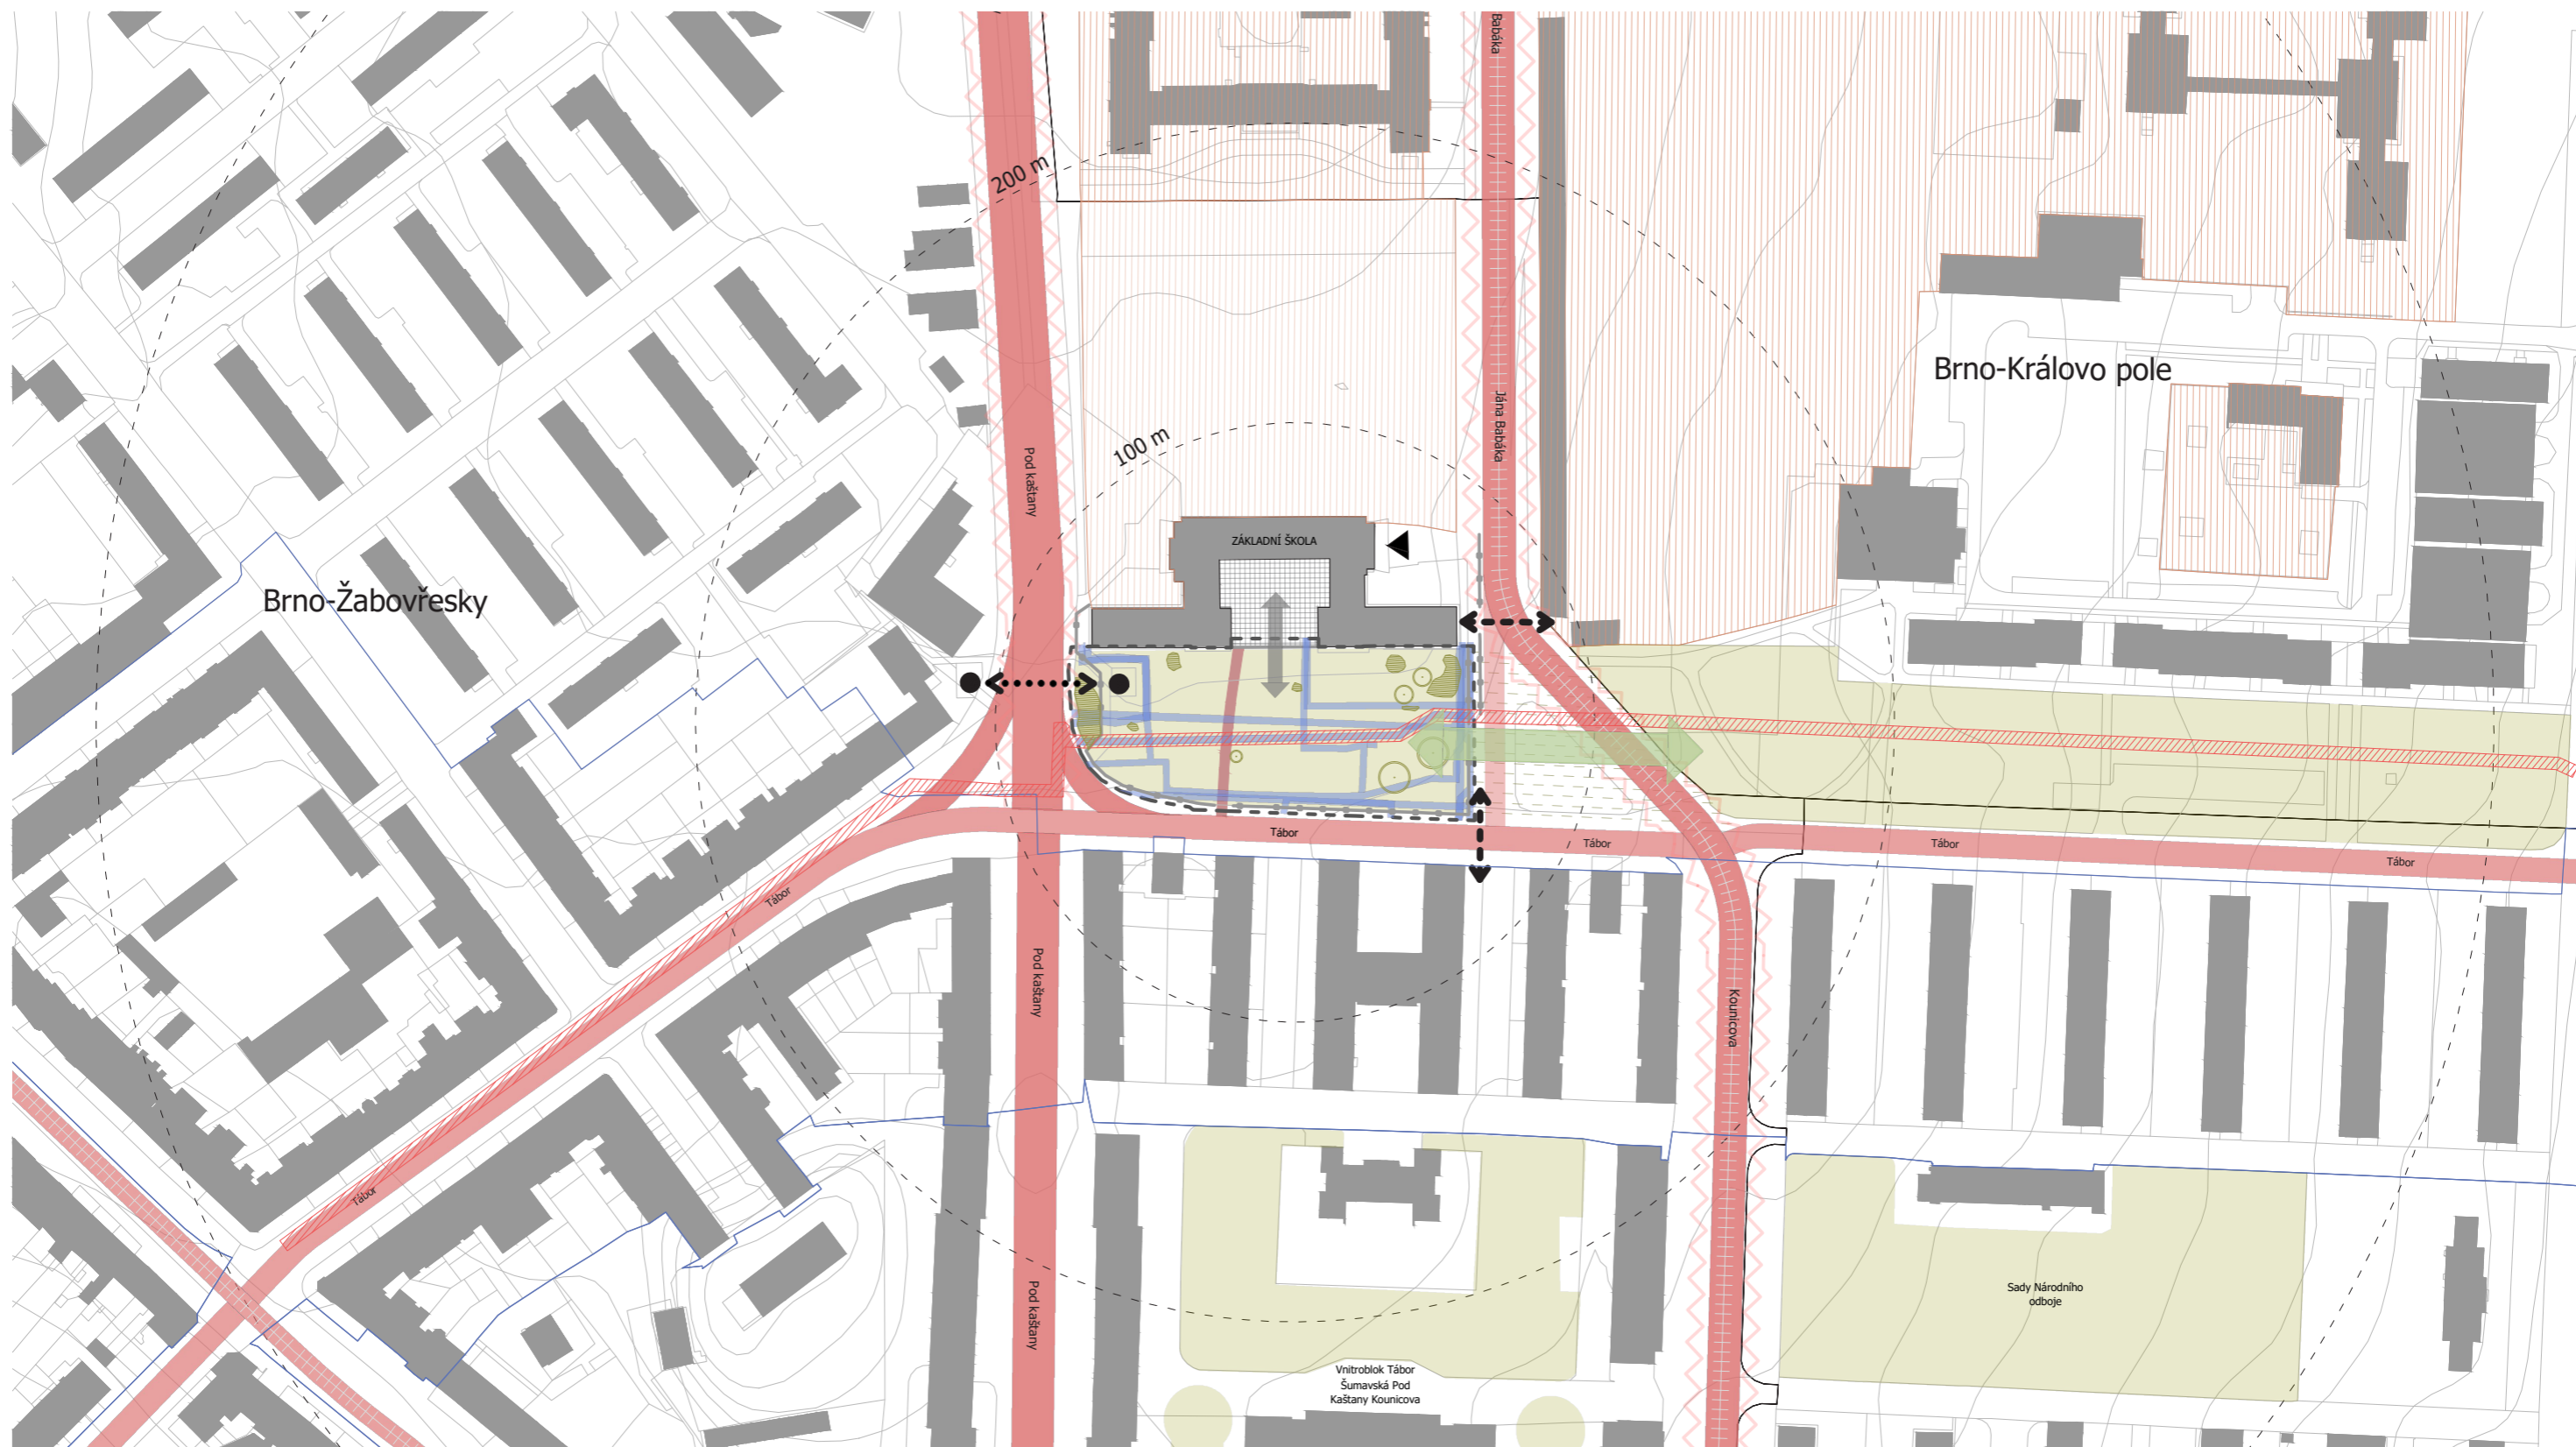 Babáka
200 m
Brno-Královo pole
Jána Babáka
100 m
Pod kaštany
ZÁKLADNÍ ŠKOLA
Brno-Žabovřesky
Tábor
Tábor
Tábor
Tábor
Tábor
Pod kaštany
Kounicova
Tábor
Sady Národního
odboje
Pod kaštany
Vnitroblok Tábor
Šumavská Pod
Kaštany Kounicova